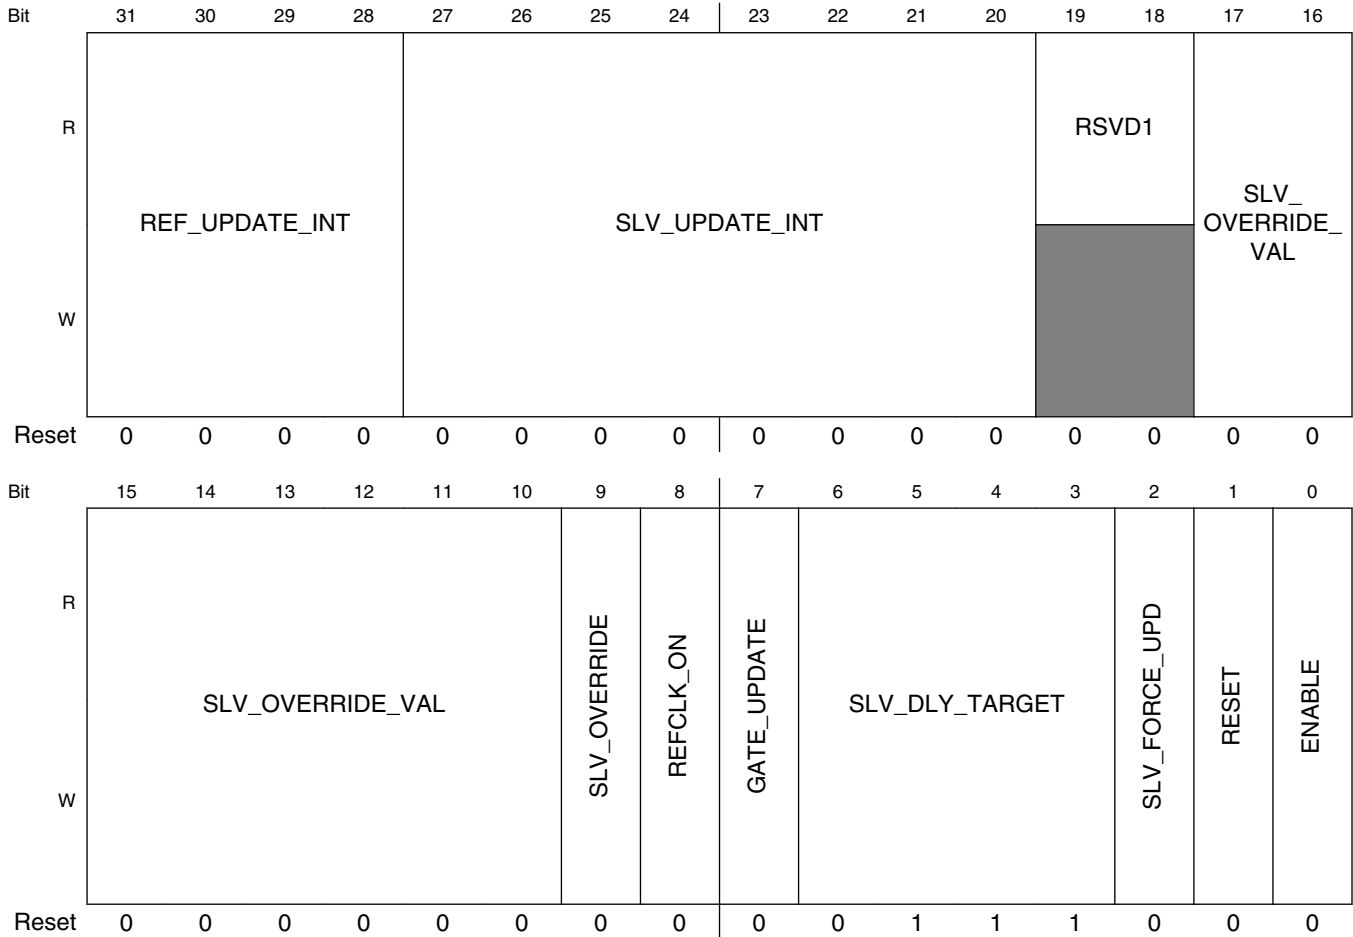 Bit 31 30 29 28 27 26 25 24 23 22 21 20 19 18 17 16
R
RSVD1
REF_UPDATE_INT
SLV_UPDATE_INT
SLV_
OVERRIDE_
VAL
W
Reset 0 0 0 0 0 0 0 0 0 0 0 0 0 0 0 0
Bit 15 14 13 12 11 10 9 8 7 6 5 4 3 2 1 0
R
SLV_OVERRIDE_VAL
SLV_OVERRIDE
REFCLK_ON
GATE_UPDATE
SLV_DLY_TARGET
SLV_FORCE_UPD
RESET
ENABLE
W
Reset 0 0 0 0 0 0 0 0 0 0 1 1 1 0 0 0